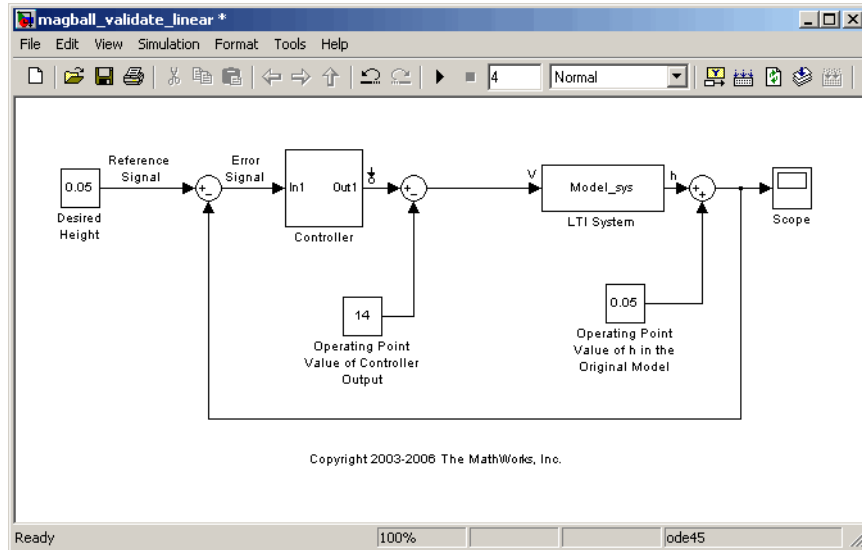 magball_validate_linear *
File Edit View Simulation Format Tools Help
4 Normal
Reference
Signal
Error
Signal
0.05
Desired
Height
In1 Out1
Controller
V
Model_sys
LTI System
h
Scope
14
Operating Point
Value of Controller
Output
0.05
Operating Point
Value of h in the
Original Model
Copyright 2003-2006 The MathWorks, Inc.
Ready 100% ode45